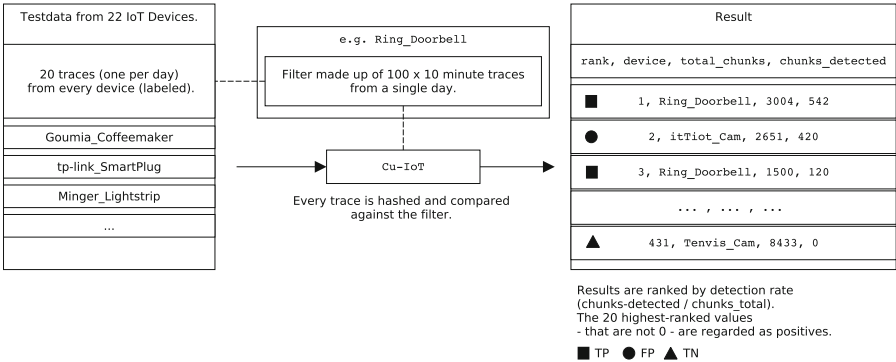 Testdata from 22 IoT Devices.
20 traces (one per day)
from every device (labeled).
Goumia_Coffeemaker
tp-link_SmartPlug
Minger_Lightstrip
...
e.g. Ring_Doorbell
Filter made up of 100 x 10 minute traces
from a single day.
Cu-IoT
Every trace is hashed and compared
against the filter.
Result
rank, device, total_chunks, chunks_detected
1, Ring_Doorbell, 3004, 542
2, itTiot_Cam, 2651, 420
3, Ring_Doorbell, 1500, 120
... , ... , ...
431, Tenvis_Cam, 8433, 0
Results are ranked by detection rate
(chunks-detected / chunks_total).
The 20 highest-ranked values
- that are not 0 - are regarded as positives.
TP FP TN